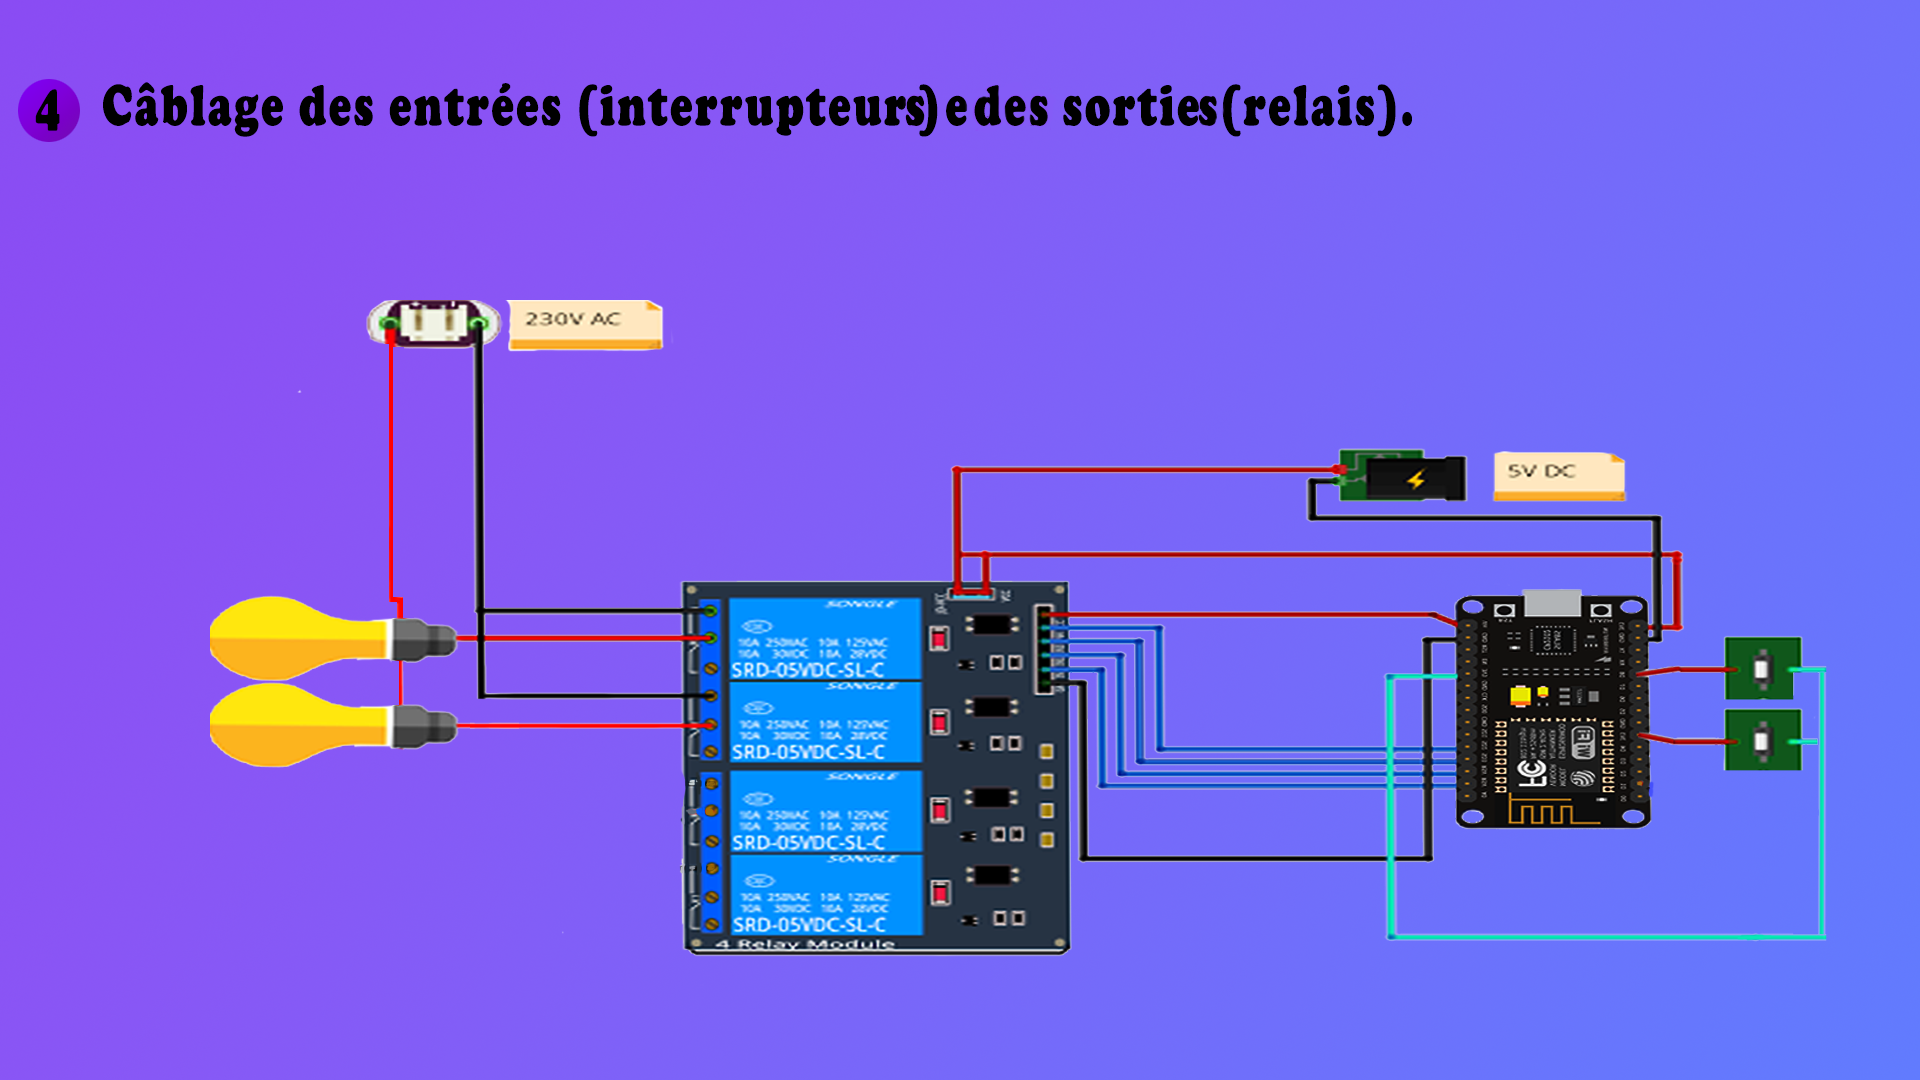 4 Câblage des entrées (interrupteurs)e des sorties(relais).
230V AC
5V DC
SONGLE
10A 250VAC 10A 125VAC
10A 30VDC 10A 28VDC
SRD-05VDC-SL-C
SONGLE
10A 250VAC 10A 125VAC
10A 30VDC 10A 28VDC
SRD-05VDC-SL-C
SONGLE
10A 250VAC 10A 125VAC
10A 30VDC 10A 28VDC
SRD-05VDC-SL-C
SONGLE
10A 250VAC 10A 125VAC
10A 30VDC 10A 28VDC
SRD-05VDC-SL-C
4 Relay Module